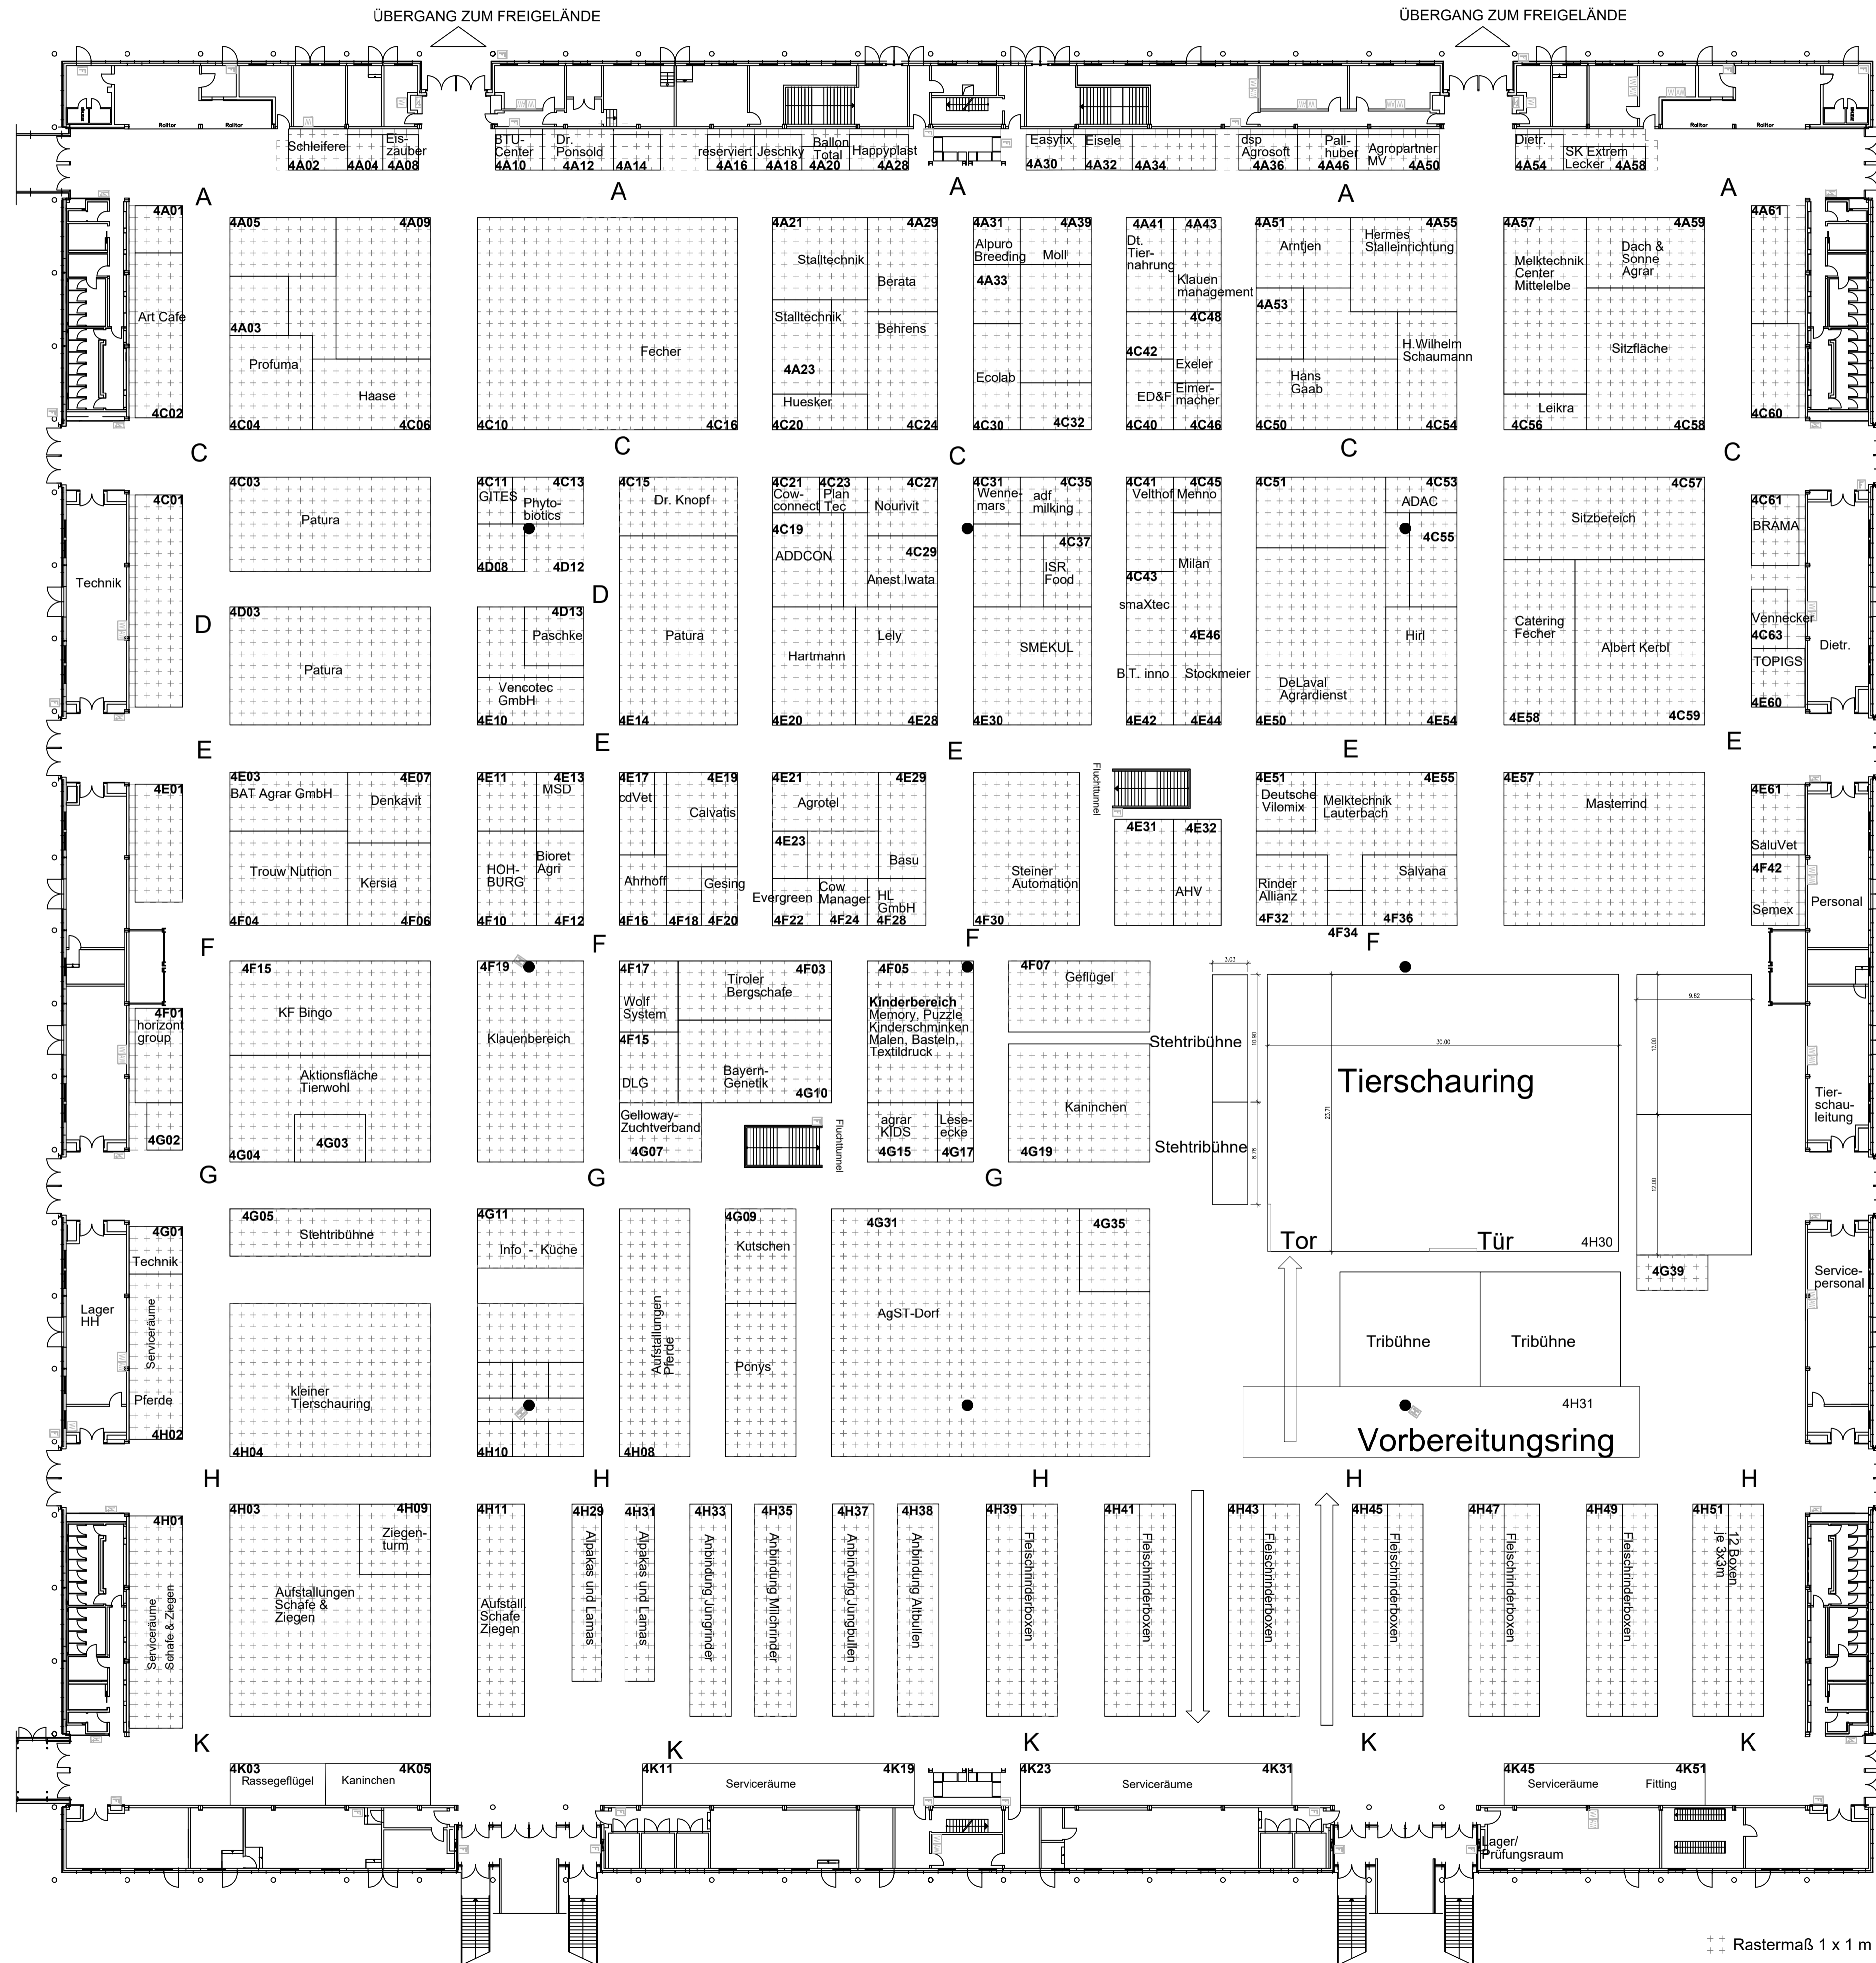 ÜBERGANG ZUM FREIGELÄNDE
ÜBERGANG ZUM FREIGELÄNDE
Rolltor
Rolltor
Rolltor
Rolltor
Schleiferei
4A02
4A04
Eis-
zauber
4A08
BTU-
Center
4A10
Dr.
Ponsold
4A12
4A14
reserviert
4A16
Jeschky
4A18
Ballon
Total
4A20
Happyplast
4A28
Easyfix
4A30
Eisele
4A32
4A34
dsp
Agrosoft
4A36
Pall-
huber
4A46
Agropartner
MV
4A50
Dietr.
4A54
SK Extrem
Lecker
4A58
A
A
A
A
A
4A01
Art Cafe
4C02
4A05
4A09
4A03
Profuma
Haase
4C04
4C06
Fecher
4C10
4C16
4A21
4A29
Stalltechnik
Berata
Stalltechnik
Behrens
4A23
Huesker
4C20
4C24
4A31
4A39
Alpuro
Breeding
Moll
4A33
Ecolab
4C30
4C32
4A41
4A43
Dt.
Tier-
nahrung
Klauen
management
4C48
4C42
Exeler
ED&F
Eimer-
macher
4C40
4C46
4A51
4A55
Arntjen
Hermes
Stalleinrichtung
4A53
H.Wilhelm
Schaumann
Hans
Gaab
4C50
4C54
4A57
4A59
Melktechnik
Center
Mittelelbe
Dach &
Sonne
Agrar
Sitzfläche
Leikra
4C56
4C58
4A61
4C60
C
C
C
C
C
4C01
Technik
4C03
Patura
4C11
4C13
GITES
Phyto-
biotics
4D08
4D12
4C15
Dr. Knopf
4C21
4C23
4C27
Cow-
connect
Plan
Tec
Nourivit
4C19
ADDCON
4C29
Anest Iwata
4C31
4C35
Wenne-
mars
adf
milking
4C37
ISR
Food
4C41
4C45
Velthof
Menno
Milan
4C43
smaXtec
4E46
4C51
4C53
ADAC
4C55
4C57
Sitzbereich
4C61
BRAMA
D
D
4D03
Patura
4D13
Paschke
Vencotec
GmbH
4E10
Patura
4E14
Hartmann
Lely
4E20
4E28
SMEKUL
4E30
B.T. inno
Stockmeier
4E42
4E44
DeLaval
Agrardienst
Hirl
4E50
4E54
Catering
Fecher
Albert Kerbl
4E58
4C59
Vennecker
4C63
TOPIGS
4E60
Dietr.
E
E
E
E
E
4E01
4E03
4E07
BAT Agrar GmbH
Denkavit
Trouw Nutrion
Kersia
4F04
4F06
4E11
4E13
MSD
HOH-
BURG
Bioret
Agri
4F10
4F12
4E17
4E19
cdVet
Calvatis
Ahrhoff
Gesing
4F16
4F18
4F20
4E21
4E29
Agrotel
4E23
Basu
Evergreen
Cow
Manager
HL
GmbH
4F22
4F24
4F28
Steiner
Automation
4F30
Fluchttunnel
4E31
4E32
AHV
4E51
4E55
Deutsche
Vilomix
Melktechnik
Lauterbach
Rinder
Allianz
Salvana
4F32
4F34
4F36
4E57
Masterrind
4E61
SaluVet
4F42
Semex
Personal
F
F
F
F
4F01
horizont
group
4G02
4F15
KF Bingo
Aktionsfläche
Tierwohl
4G03
4G04
4F19
Klauenbereich
4F17
4F03
Wolf
System
Tiroler
Bergschafe
4F15
DLG
Bayern-
Genetik
4G10
Gelloway-
Zuchtverband
4G07
Fluchttunnel
4F05
Kinderbereich
Memory, Puzzle
Kinderschminken
Malen, Basteln,
Textildruck
agrar
KIDS
Lese-
ecke
4G15
4G17
4F07
Geflügel
Kaninchen
4G19
3,03
10,90
8,78
Stehtribühne
Stehtribühne
30.00
23,71
Tierschauring
Tor
Tür
4H30
9.82
12.00
12.00
Tier-
schau-
leitung
G
G
G
4G01
Technik
Lager
HH
Serviceräume
Pferde
4H02
4G05
Stehtribühne
kleiner
Tierschauring
4H04
4G11
Info - Küche
4H10
Aufstallungen
Pferde
4H08
4G09
Kutschen
Ponys
4G31
4G35
AgST-Dorf
4G39
Tribühne
Tribühne
4H31
Vorbereitungsring
Service-
personal
H
H
H
H
H
4H01
Serviceräume
Schafe & Ziegen
4H03
4H09
Ziegen-
turm
Aufstallungen
Schafe &
Ziegen
4H11
Aufstall.
Schafe
Ziegen
4H29
Alpakas und Lamas
4H31
Alpakas und Lamas
4H33
Anbindung Jungrinder
4H35
Anbindung Milchrinder
4H37
Anbindung Jungbullen
4H38
Anbindung Altbullen
4H39
Fleischrinderboxen
4H41
Fleischrinderboxen
4H43
Fleischrinderboxen
4H45
Fleischrinderboxen
4H47
Fleischrinderboxen
4H49
Fleischrinderboxen
4H51
12 Boxen
je 3x3m
K
K
K
K
K
4K03
4K05
Rassegeflügel
Kaninchen
4K11
4K19
Serviceräume
4K23
4K31
Serviceräume
4K45
4K51
Serviceräume
Fitting
Lager/
Prüfungsraum
Rastermaß 1 x 1 m